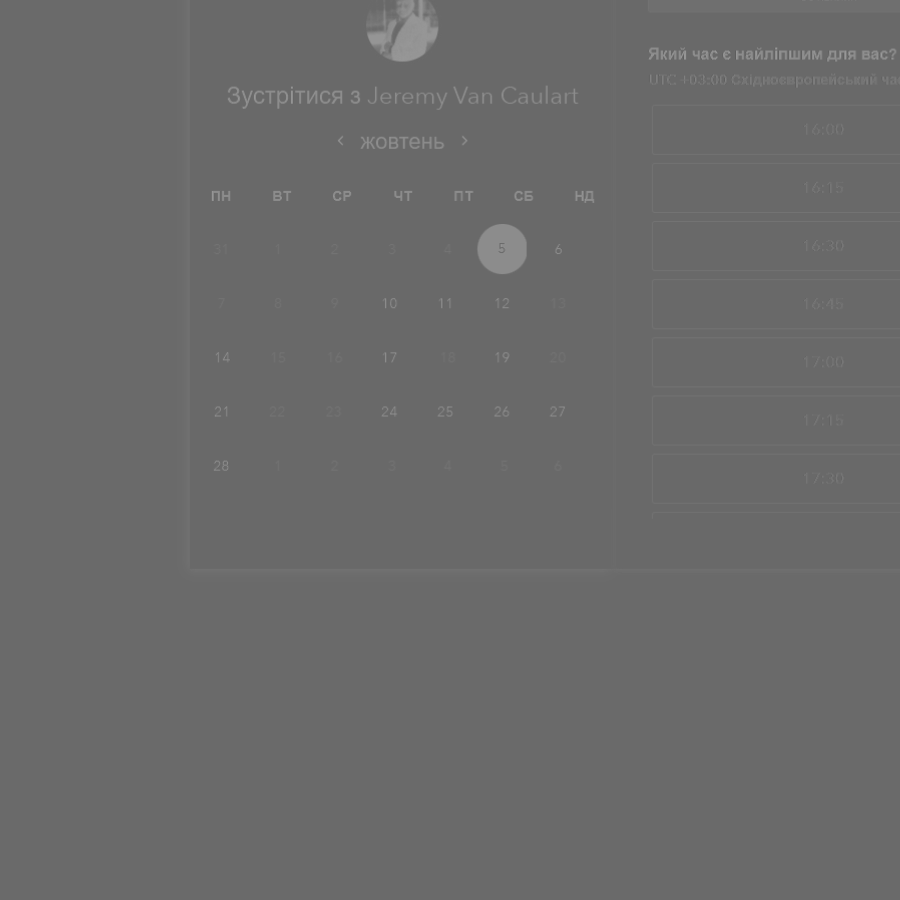 Зустрітися з Jeremy Van Caulart
жовтень
ПН ВТ СР ЧТ ПТ СБ НД
31 1 2 3 4 5 6
7 8 9 10 11 12 13
14 15 16 17 18 19 20
21 22 23 24 25 26 27
28 1 2 3 4 5 6
Який час є найліпшим для вас?
UTC +03:00 Східноєвропейський
16:00
16:15
16:30
16:45
17:00
17:15
17:30